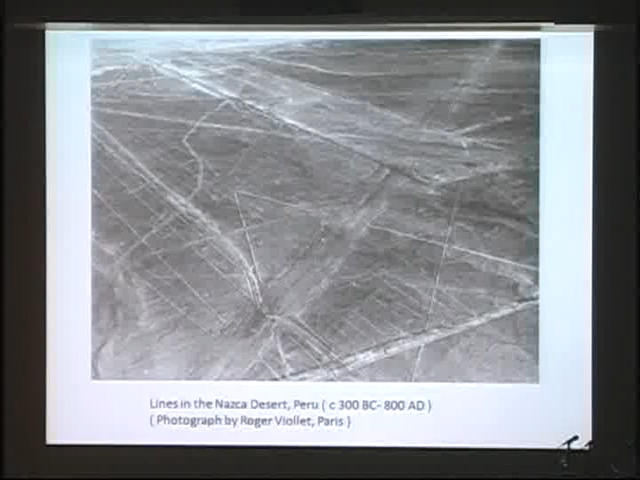 Lines in the Nazca Desert, Peru ( c 300 BC- 800 AD )
( Photograph by Roger Viollet, Paris )